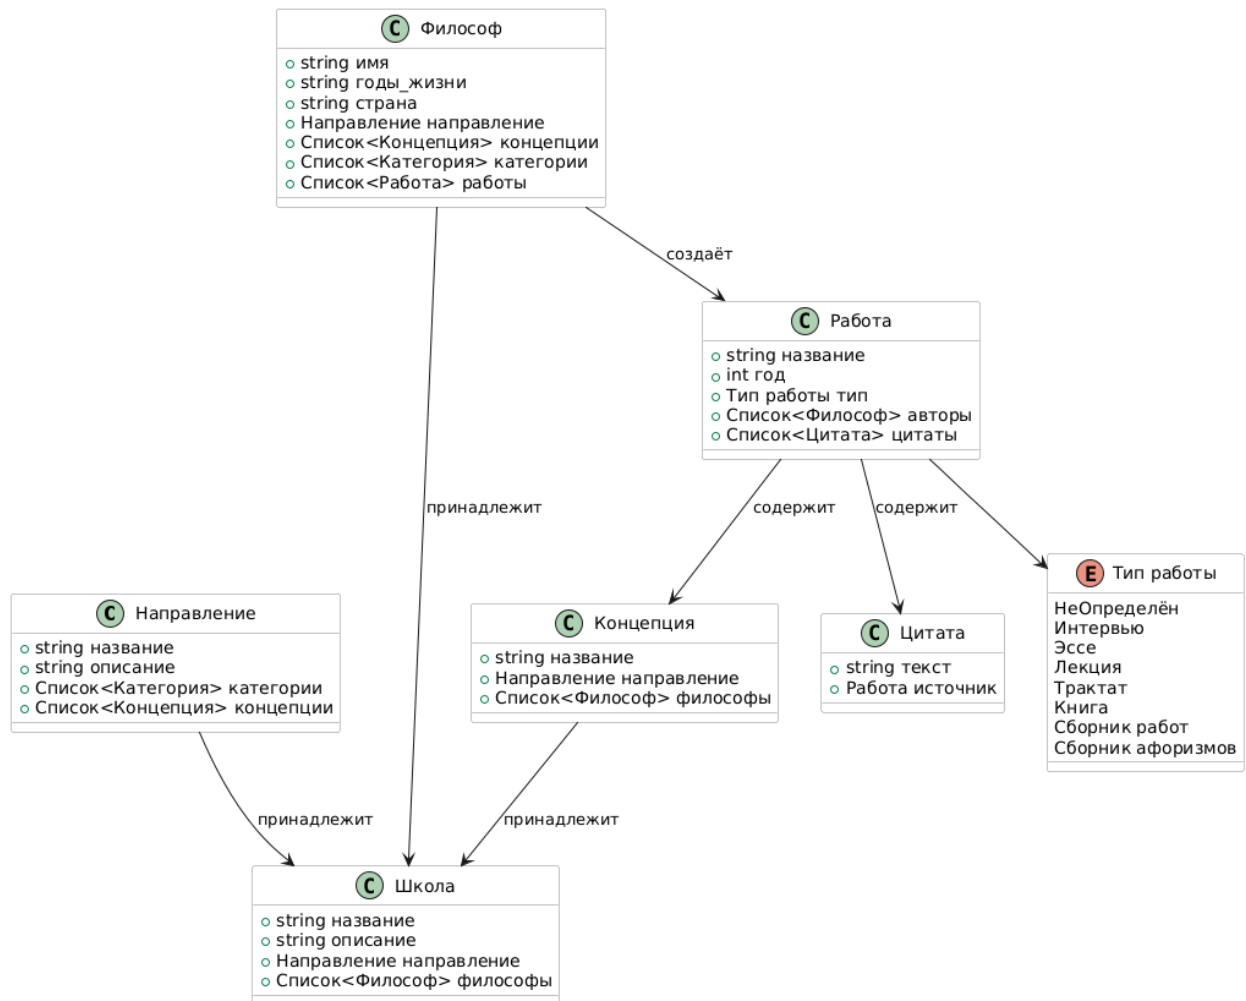 C Философ
string имя
string годы_жизни
string страна
Направление направление
Список<Концепция> концепции
Список<Категория> категории
Список<Работа> работы
создаёт
C Работа
string название
int год
Тип работы тип
Список<Философ> авторы
Список<Цитата> цитаты
принадлежит
содержит
содержит
C Направление
string название
string описание
Список<Категория> категории
Список<Концепция> концепции
C Концепция
string название
Направление направление
Список<Философ> философы
C Цитата
string текст
Работа источник
E Тип работы
НеОпределён
Интервью
Эссе
Лекция
Трактат
Книга
Сборник работ
Сборник афоризмов
принадлежит
принадлежит
C Школа
string название
string описание
Направление направление
Список<Философ> философы